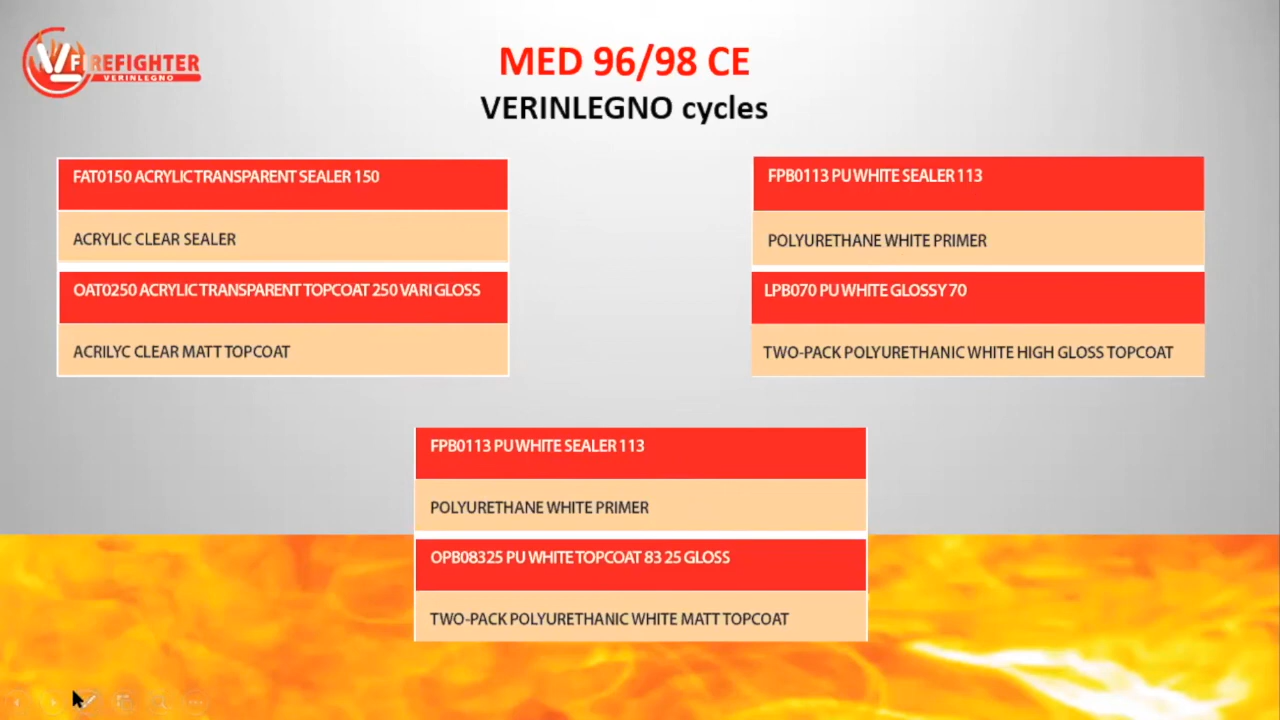 VFIREFIGHTER
VERINLEGNO
MED 96/98 CE
VERINLEGNO cycles
FAT0150 ACRYLIC TRANSPARENT SEALER 150
ACRYLIC CLEAR SEALER
OAT0250 ACRYLIC TRANSPARENT TOPCOAT 250 VARI GLOSS
ACRILYC CLEAR MATT TOPCOAT
FPB0113 PU WHITE SEALER 113
POLYURETHANE WHITE PRIMER
LPB070 PU WHITE GLOSSY 70
TWO-PACK POLYURETHANIC WHITE HIGH GLOSS TOPCOAT
FPB0113 PU WHITE SEALER 113
POLYURETHANE WHITE PRIMER
OPB08325 PU WHITE TOPCOAT 83 25 GLOSS
TWO-PACK POLYURETHANIC WHITE MATT TOPCOAT